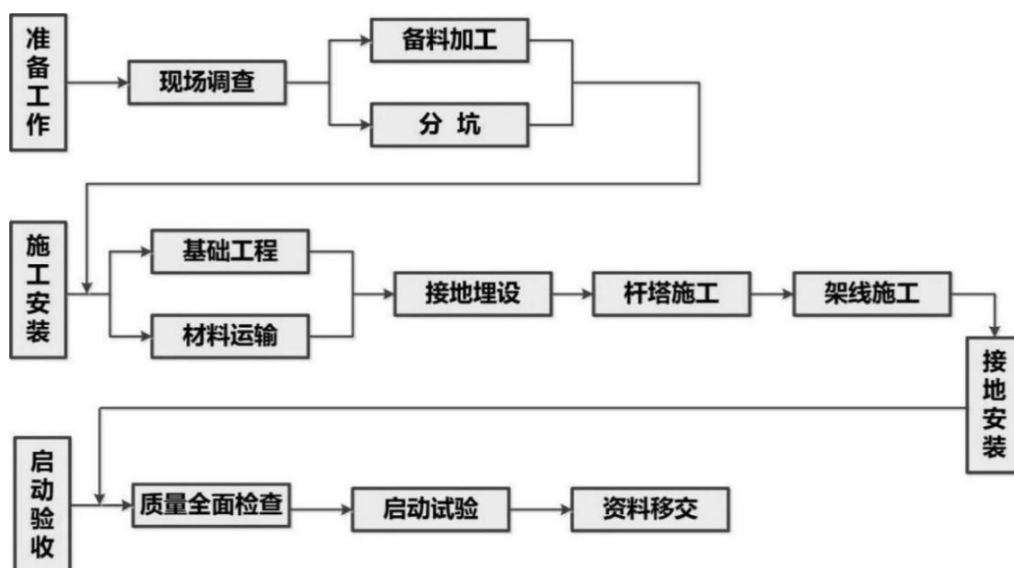 准备工作
现场调查
备料加工
分 坑
施工安装
基础工程
材料运输
接地埋设
杆塔施工
架线施工
接地安装
启动验收
质量全面检查
启动试验
资料移交